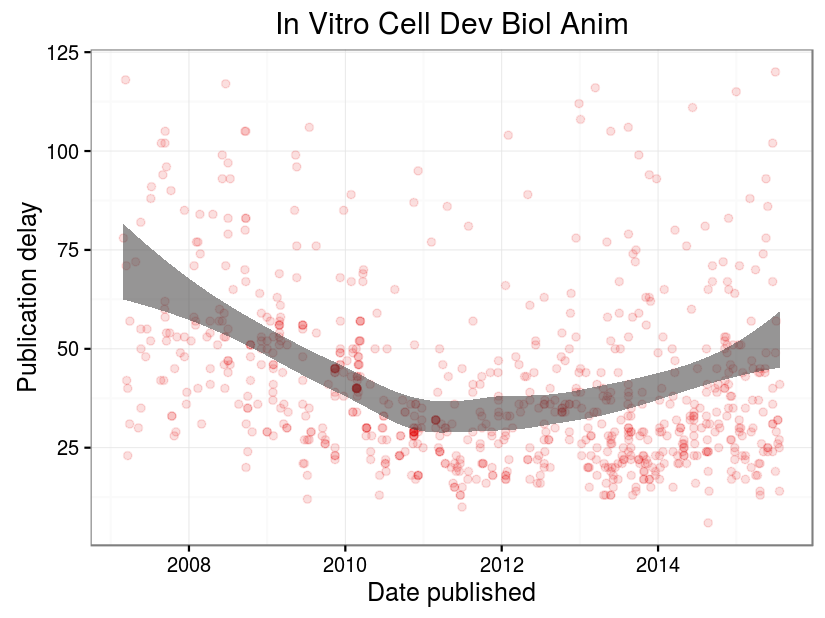 In Vitro Cell Dev Biol Anim
125
100
75
50
25
Publication delay
2008 2010 2012 2014
Date published